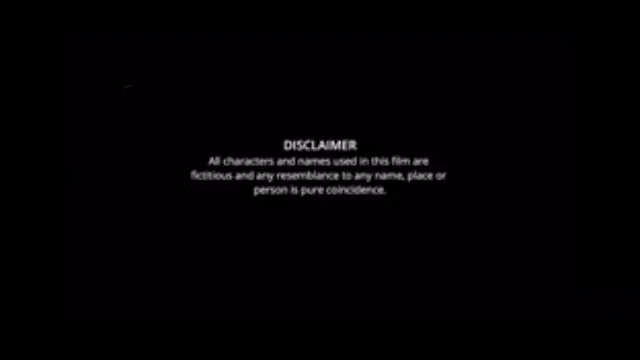 DISCLAIMER
All characters and names used in this film are
fictitious and any resemblance to any name, place or
person is pure coincidence.